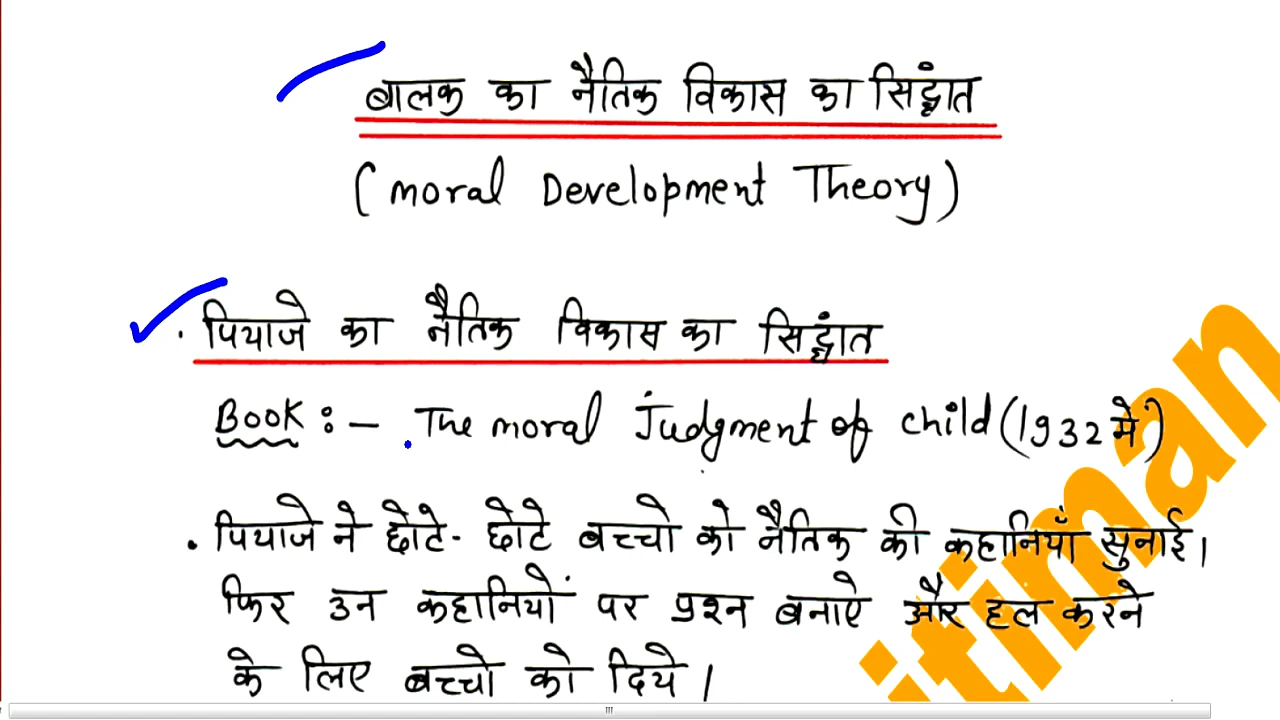 बालक का नैतिक विकास का सिद्धांत
(moral Development Theory)
· पियाजे का नैतिक विकास का सिद्धांत
Book :- The moral Judgment of child (1932 में)
• पियाजे ने छोटे- छोटे बच्चो को नैतिक की कहानियाँ सुनाई।
फिर उन कहानियों पर प्रश्न बनाऐ और हल करने
के लिए बच्चो को दिये।